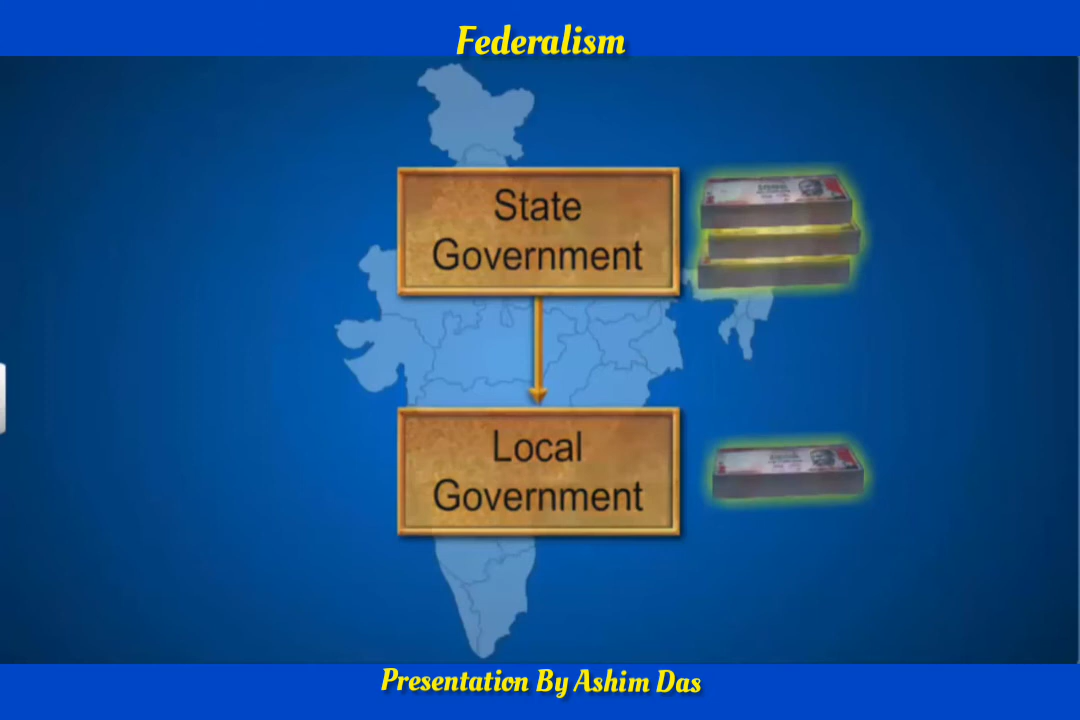 Federalism
State
Government
Local
Government
Presentation By Ashim Das